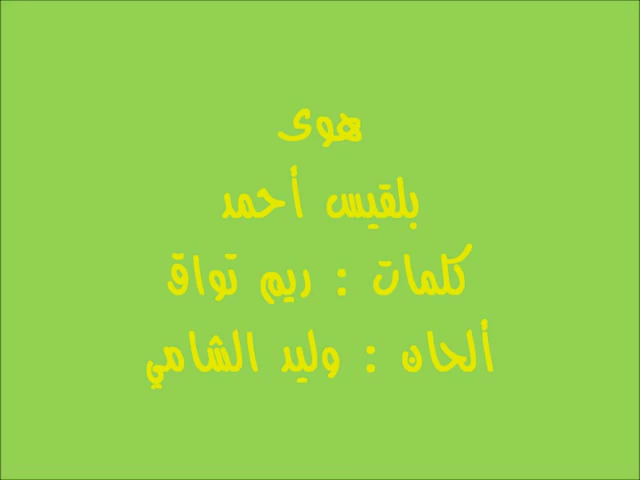 هوى
بلقيس أحمد
كلمات : ريم تواق
ألحان : وليد الشامي